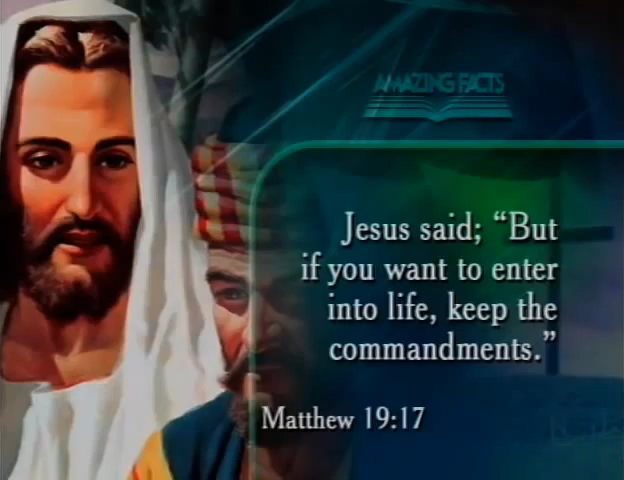 AMAZING FACTS
Jesus said; “But
if you want to enter
into life, keep the
commandments.”
Matthew 19:17